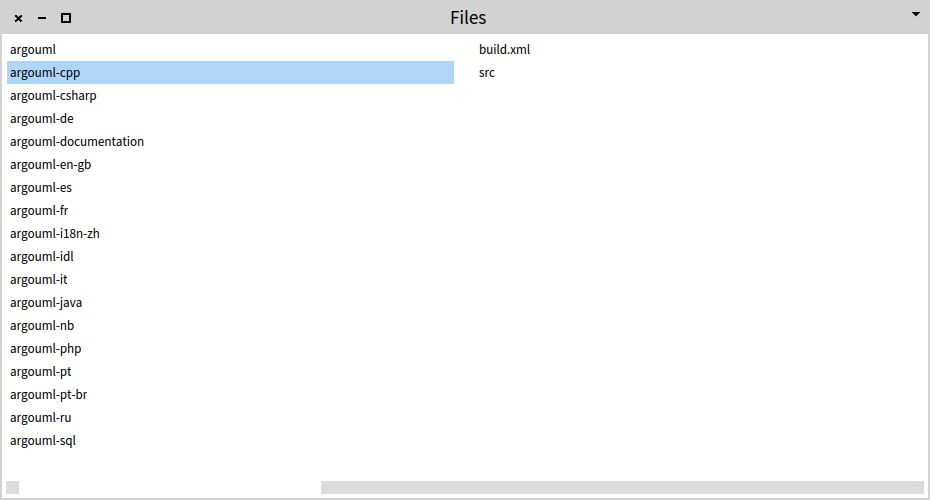 Files
argouml
argouml-cpp
argouml-csharp
argouml-de
argouml-documentation
argouml-en-gb
argouml-es
argouml-fr
argouml-i18n-zh
argouml-idl
argouml-it
argouml-java
argouml-nb
argouml-php
argouml-pt
argouml-pt-br
argouml-ru
argouml-sql
build.xml
src